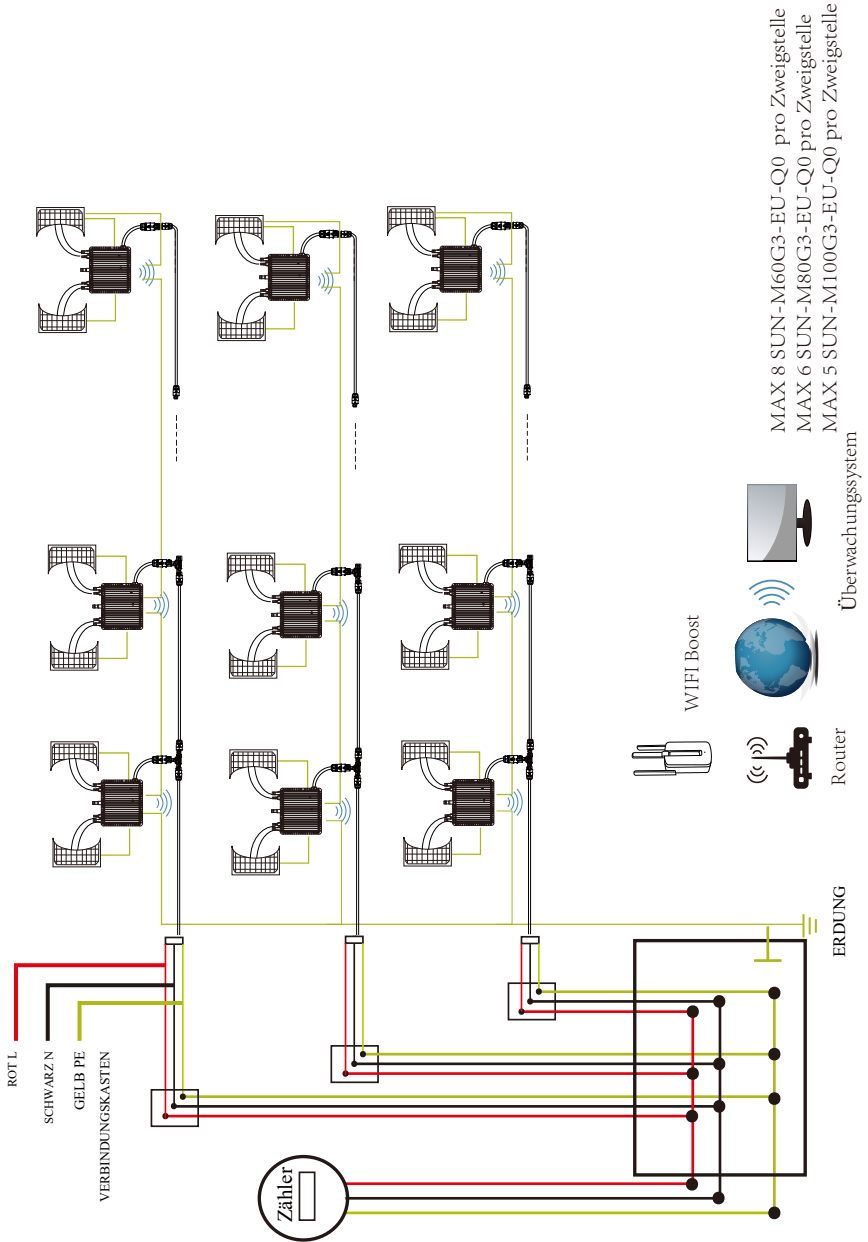 ROT L
SCHWARZ N
GELB PE
VERBINDUNGSKASTEN
Zähler
ERDUNG
WIFI Boost
Router
Überwachungssystem
MAX 8 SUN-M60G3-EU-Q0 pro Zweigstelle
MAX 6 SUN-M80G3-EU-Q0 pro Zweigstelle
MAX 5 SUN-M100G3-EU-Q0 pro Zweigstelle